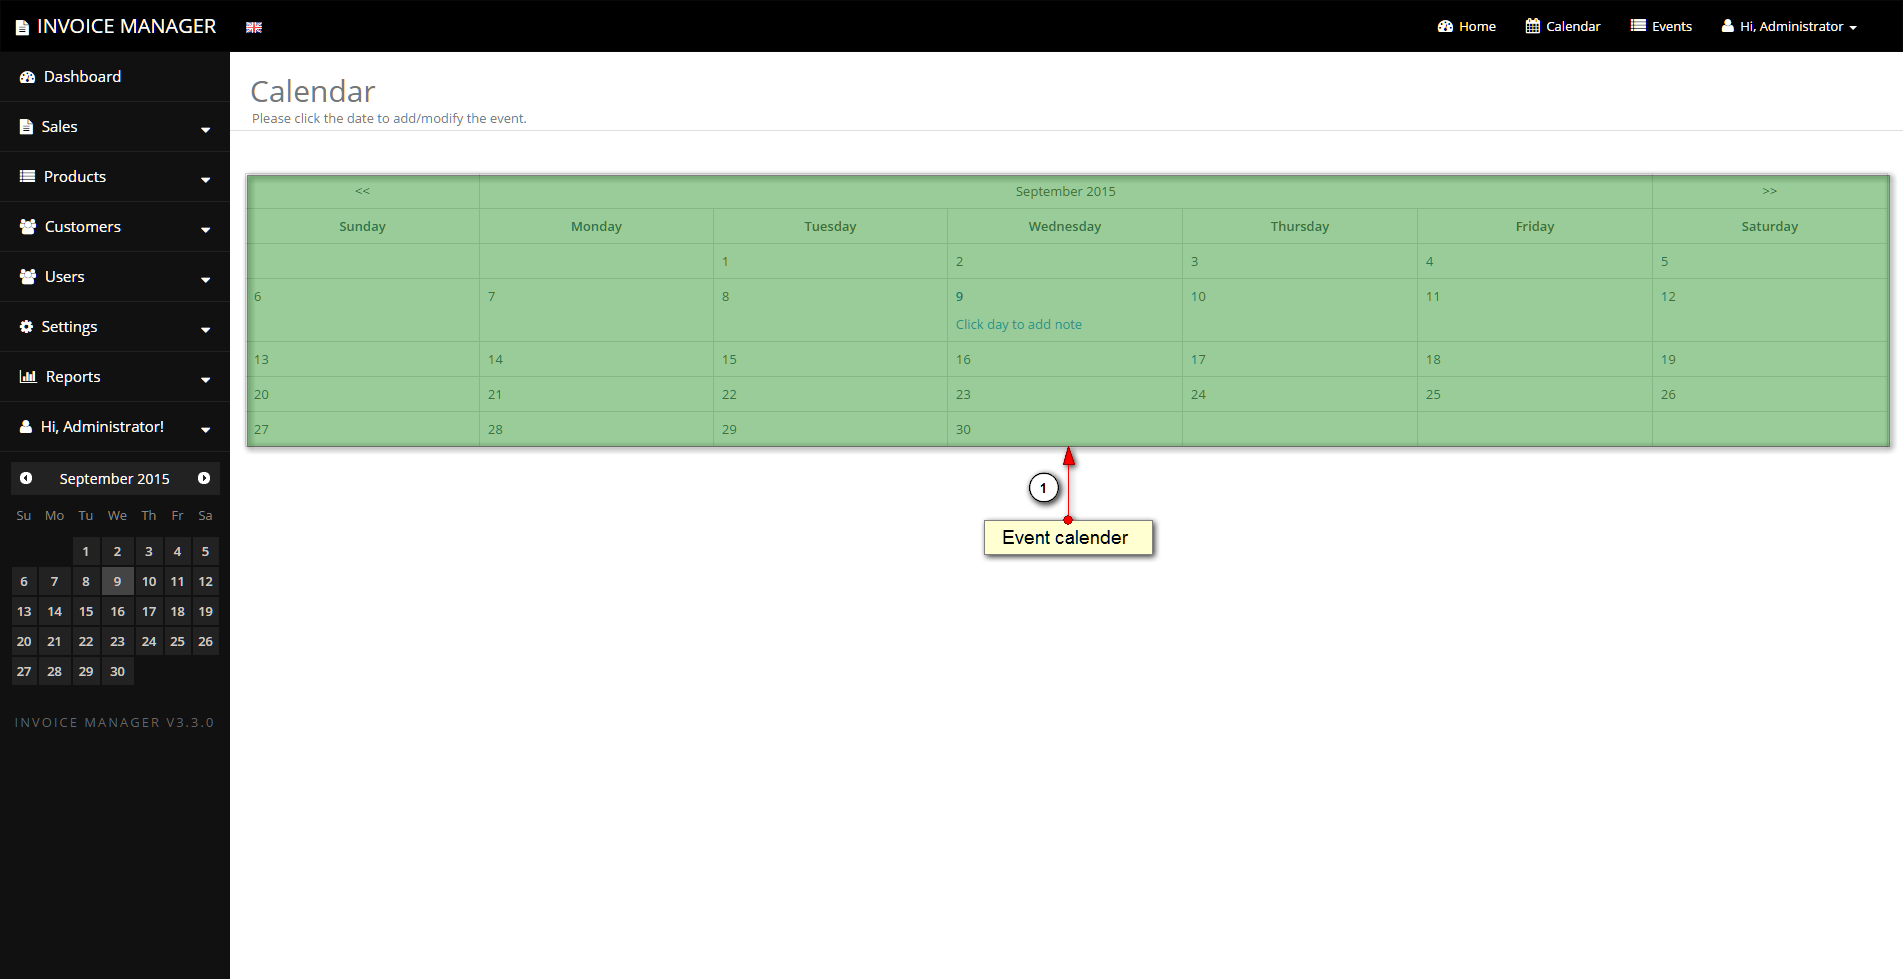 INVOICE MANAGER
Home Calendar Events Hi, Administrator
Dashboard
Sales
Products
Customers
Users
Settings
Reports
Hi, Administrator!
September 2015
Su Mo Tu We Th Fr Sa
1 2 3 4 5
6 7 8 9 10 11 12
13 14 15 16 17 18 19
20 21 22 23 24 25 26
27 28 29 30
INVOICE MANAGER V3.3.0
Calendar
Please click the date to add/modify the event.
<< September 2015 >>
Sunday Monday Tuesday Wednesday Thursday Friday Saturday
1 2 3 4 5
6 7 8 9 10 11 12
Click day to add note
13 14 15 16 17 18 19
20 21 22 23 24 25 26
27 28 29 30
1
Event calender